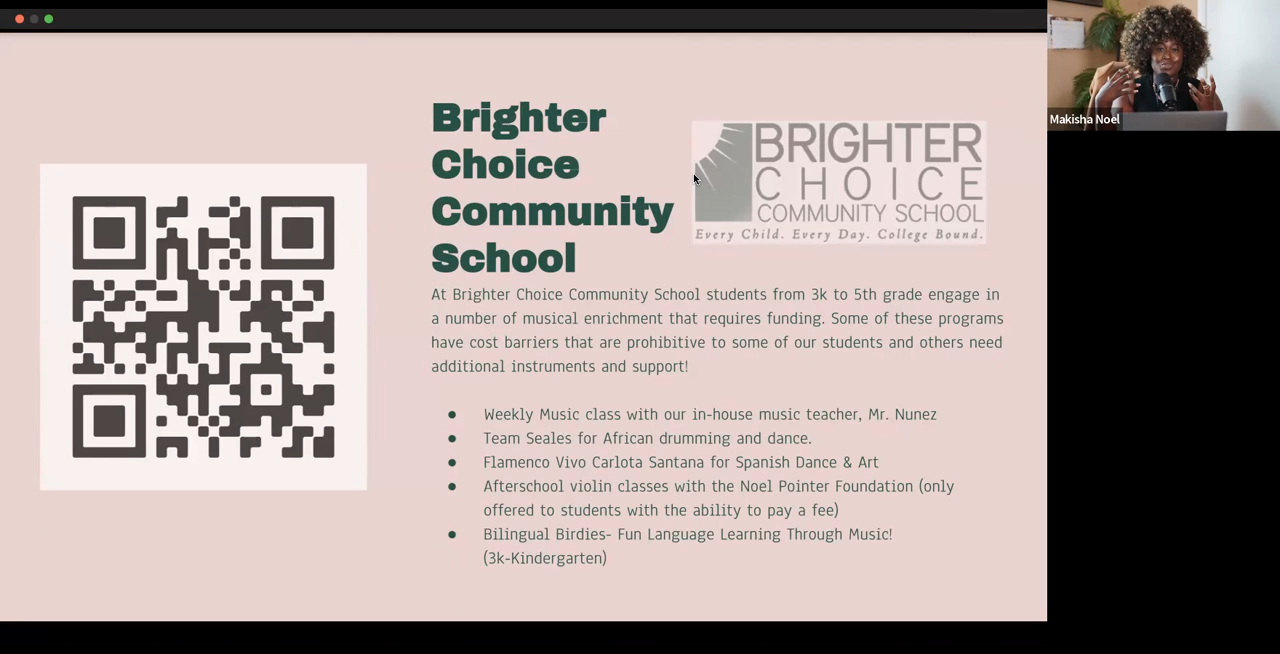 Brighter
Choice
Community
School
BRIGHTER
CHOICE
COMMUNITY SCHOOL
Every Child. Every Day. College Bound.
At Brighter Choice Community School students from 3k to 5th grade engage in
a number of musical enrichment that requires funding. Some of these programs
have cost barriers that are prohibitive to some of our students and others need
additional instruments and support!
● Weekly Music class with our in-house music teacher, Mr. Nunez
● Team Seales for African drumming and dance.
● Flamenco Vivo Carlota Santana for Spanish Dance & Art
● Afterschool violin classes with the Noel Pointer Foundation (only
offered to students with the ability to pay a fee)
● Bilingual Birdies- Fun Language Learning Through Music!
(3k-Kindergarten)
Makisha Noel